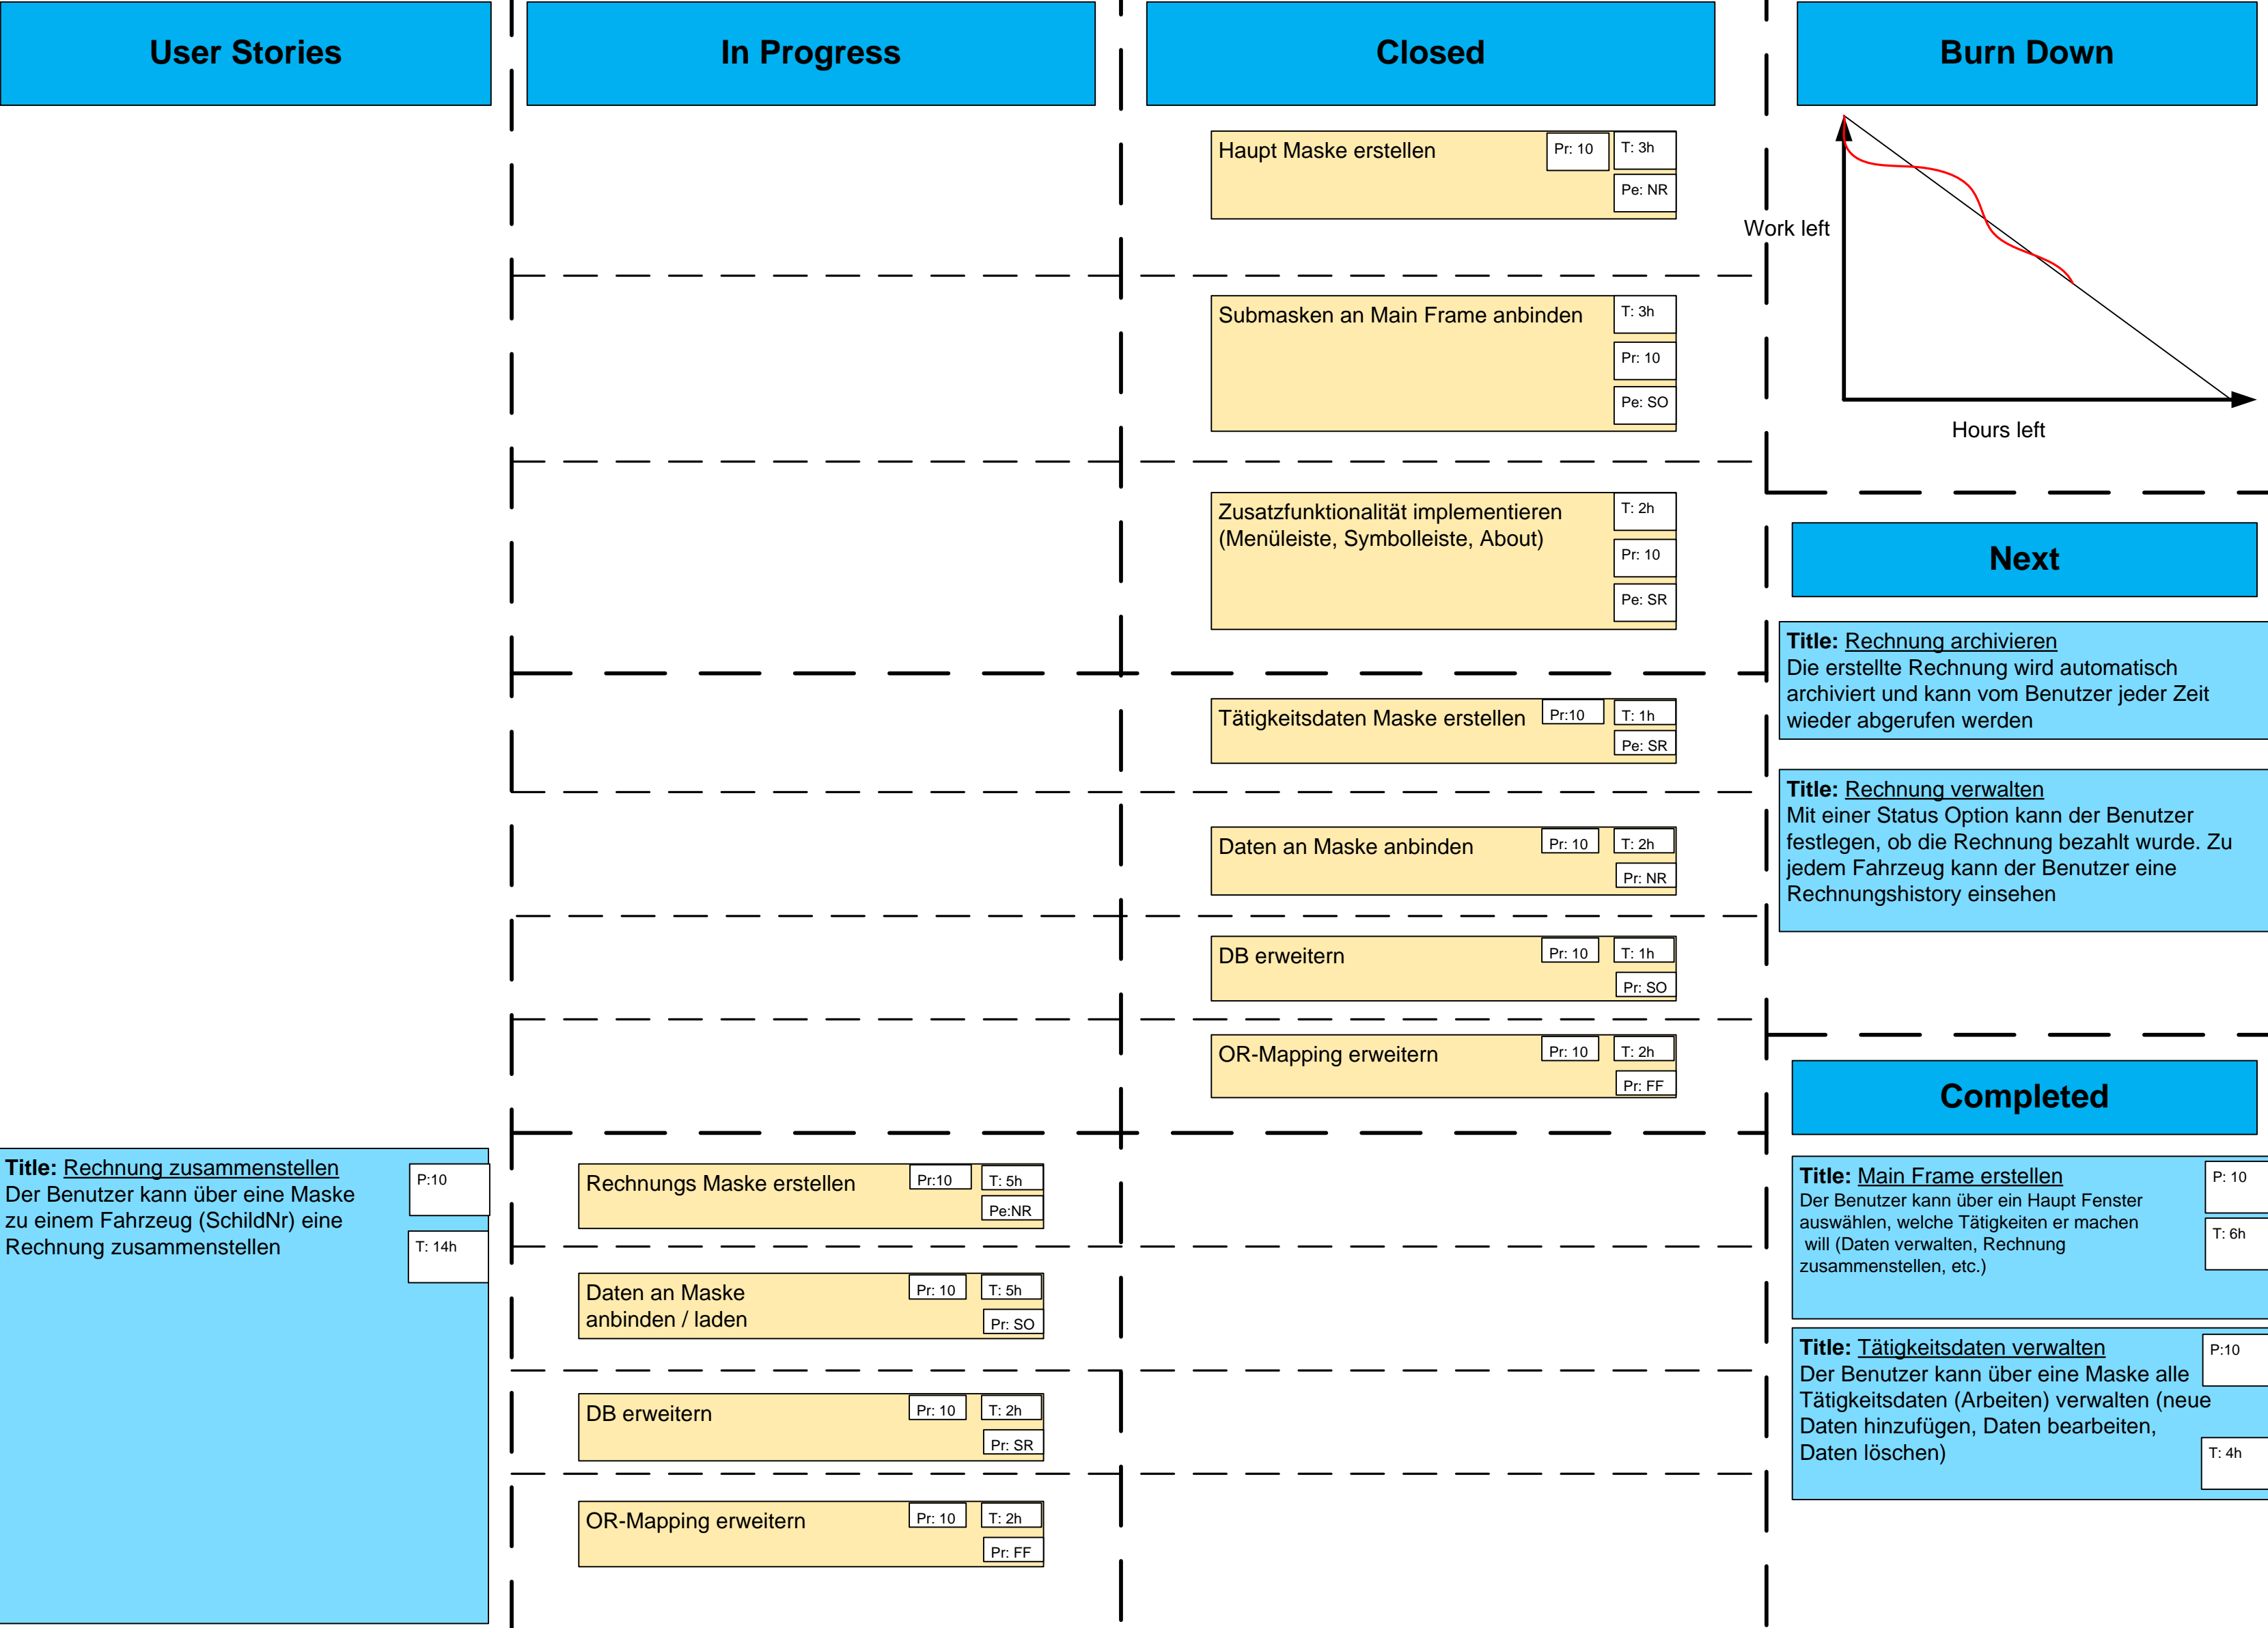 User Stories
In Progress
Closed
Burn Down
Haupt Maske erstellen
Pr: 10
T: 3h
Pe: NR
Submasken an Main Frame anbinden
T: 3h
Pr: 10
Pe: SO
Zusatzfunktionalität implementieren
(Menüleiste, Symbolleiste, About)
T: 2h
Pr: 10
Pe: SR
Tätigkeitsdaten Maske erstellen
Pr:10
T: 1h
Pe: SR
Daten an Maske anbinden
Pr: 10
T: 2h
Pr: NR
DB erweitern
Pr: 10
T: 1h
Pr: SO
OR-Mapping erweitern
Pr: 10
T: 2h
Pr: FF
Title: Rechnung zusammenstellen
Der Benutzer kann über eine Maske
zu einem Fahrzeug (SchildNr) eine
Rechnung zusammenstellen
P:10
T: 14h
Rechnungs Maske erstellen
Pr:10
T: 5h
Pe:NR
Daten an Maske
anbinden / laden
Pr: 10
T: 5h
Pr: SO
DB erweitern
Pr: 10
T: 2h
Pr: SR
OR-Mapping erweitern
Pr: 10
T: 2h
Pr: FF
Work left
Hours left
Next
Title: Rechnung archivieren
Die erstellte Rechnung wird automatisch
archiviert und kann vom Benutzer jeder Zeit
wieder abgerufen werden
Title: Rechnung verwalten
Mit einer Status Option kann der Benutzer
festlegen, ob die Rechnung bezahlt wurde. Zu
jedem Fahrzeug kann der Benutzer eine
Rechnungshistory einsehen
Completed
Title: Main Frame erstellen
Der Benutzer kann über ein Haupt Fenster
auswählen, welche Tätigkeiten er machen
will (Daten verwalten, Rechnung
zusammenstellen, etc.)
P: 10
T: 6h
Title: Tätigkeitsdaten verwalten
Der Benutzer kann über eine Maske alle
Tätigkeitsdaten (Arbeiten) verwalten (neue
Daten hinzufügen, Daten bearbeiten,
Daten löschen)
P:10
T: 4h